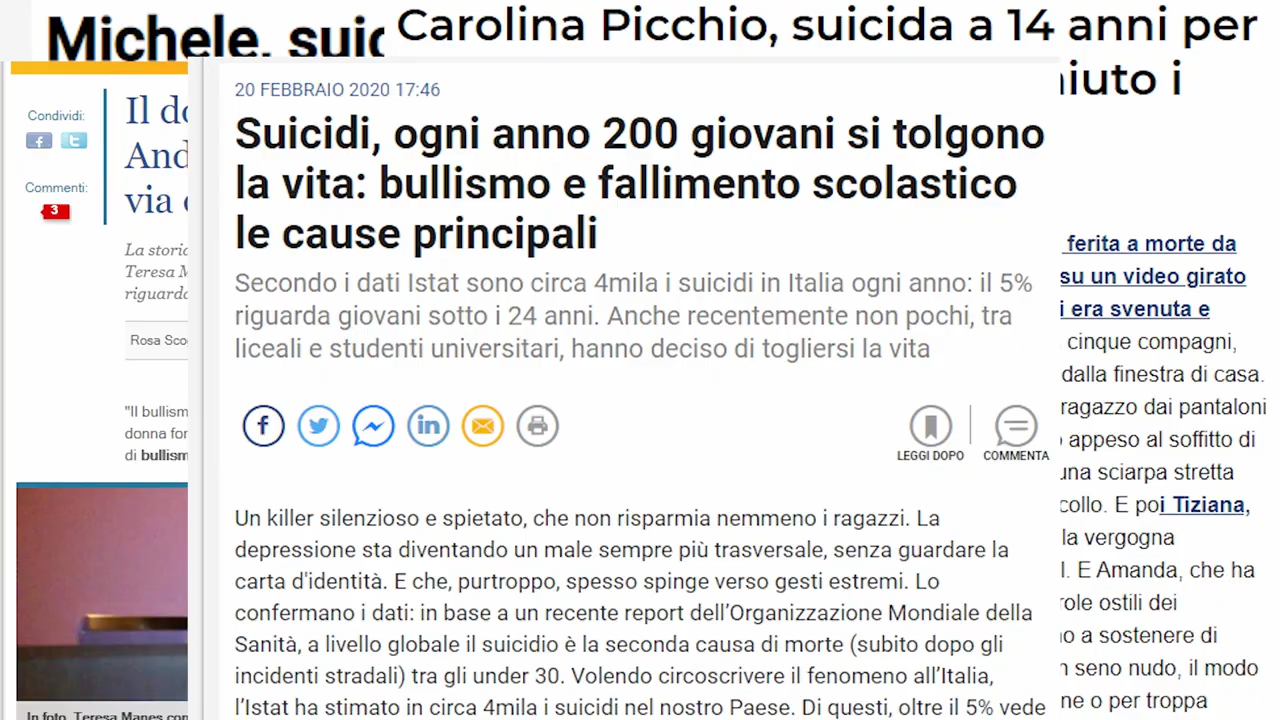 Michele, suic
Carolina Picchio, suicida a 14 anni per
iuto i
Condividi:
Commenti:
3
Il do
And
via
La storia
Teresa M
riguarda
Rosa Sco
"Il bullism
donna for
di bullism
In foto, Teresa Manes con
20 FEBBRAIO 2020 17:46
Suicidi, ogni anno 200 giovani si tolgono
la vita: bullismo e fallimento scolastico
le cause principali
Secondo i dati Istat sono circa 4mila i suicidi in Italia ogni anno: il 5%
riguarda giovani sotto i 24 anni. Anche recentemente non pochi, tra
liceali e studenti universitari, hanno deciso di togliersi la vita
LEGGI DOPO
COMMENTA
Un killer silenzioso e spietato, che non risparmia nemmeno i ragazzi. La
depressione sta diventando un male sempre più trasversale, senza guardare la
carta d'identità. E che, purtroppo, spesso spinge verso gesti estremi. Lo
confermano i dati: in base a un recente report dell'Organizzazione Mondiale della
Sanità, a livello globale il suicidio è la seconda causa di morte (subito dopo gli
incidenti stradali) tra gli under 30. Volendo circoscrivere il fenomeno all'Italia,
l'Istat ha stimato in circa 4mila i suicidi nel nostro Paese. Di questi, oltre il 5% vede
ferita a morte da
su un video girato
i era svenuta e
cinque compagni,
dalla finestra di casa.
ragazzo dai pantaloni
appeso al soffitto di
una sciarpa stretta
collo. E poi Tiziana,
la vergogna
l. E Amanda, che ha
role ostili dei
o a sostenere di
n seno nudo, il modo
ne o per troppa